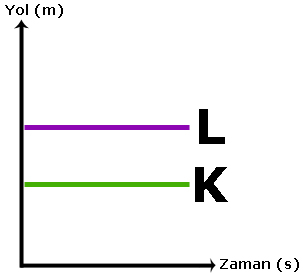 Yol (m)
L
K
Zaman (s)